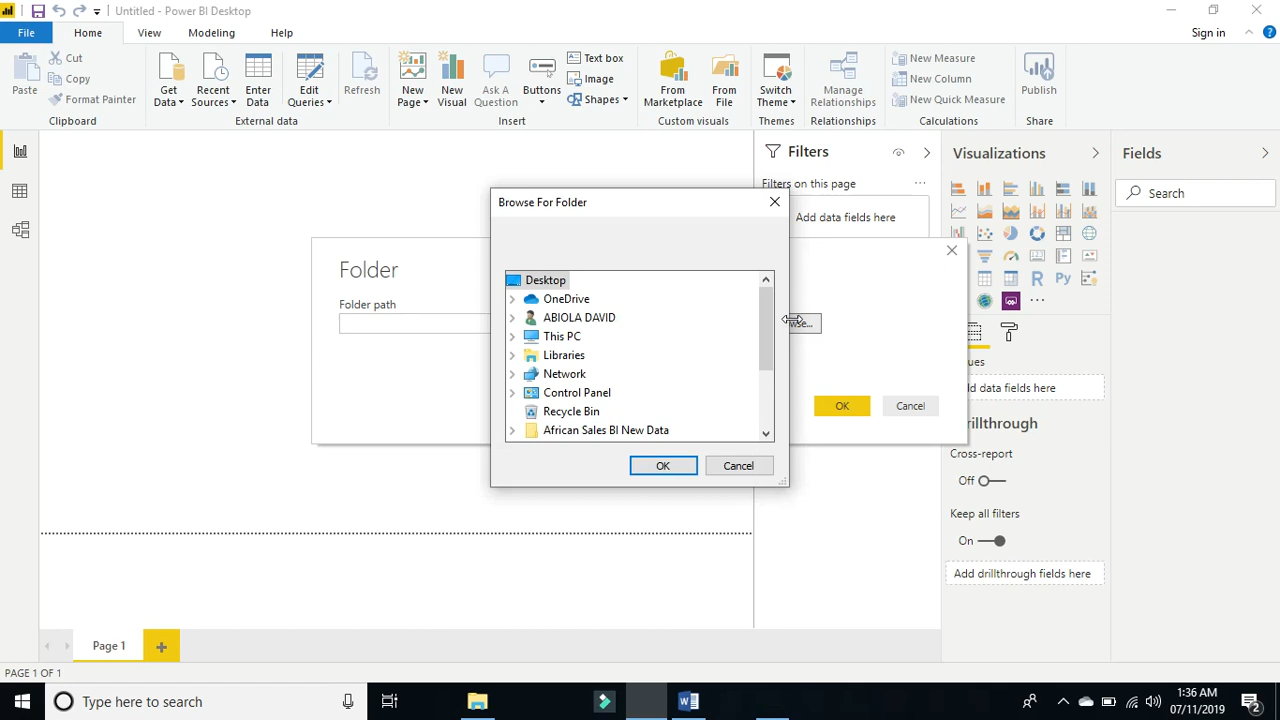 Untitled - Power BI Desktop
File
Home
View
Modeling
Help
Sign in
Paste
Cut
Copy
Format Painter
Clipboard
Get Data
Recent Sources
Enter Data
Edit Queries
Refresh
External data
New Page
New Visual
Ask A Question
Buttons
Text box
Image
Shapes
Insert
From Marketplace
From File
Custom visuals
Switch Theme
Themes
Manage Relationships
Relationships
New Measure
New Column
New Quick Measure
Calculations
Publish
Share
Filters
Filters on this page
Add data fields here
Visualizations
Fields
Search
R
Py
Folder
Folder path
OK
Cancel
Browse For Folder
Desktop
OneDrive
ABIOLA DAVID
This PC
Libraries
Network
Control Panel
Recycle Bin
African Sales BI New Data
OK
Cancel
Cross-report
Off
Keep all filters
On
Add drillthrough fields here
Page 1
PAGE 1 OF 1
Type here to search
1:36 AM
07/11/2019
2